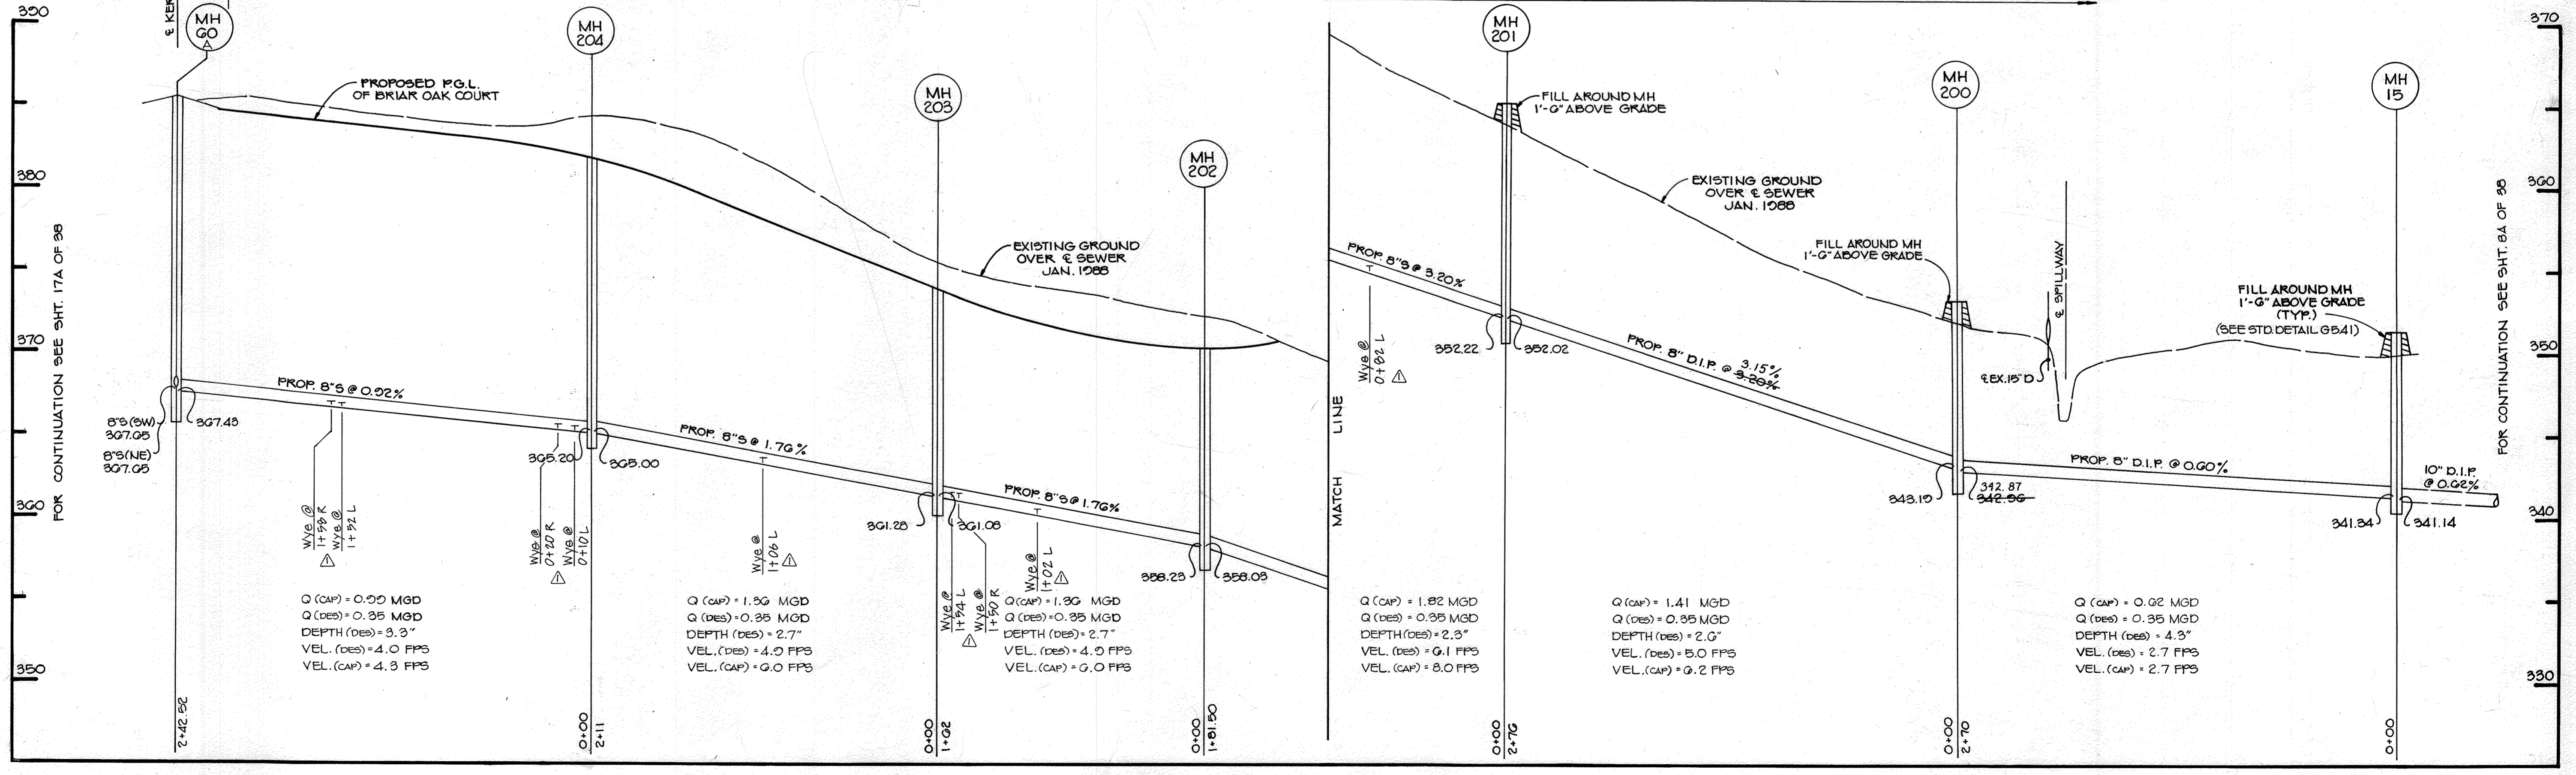 390
380
370
360
350
FOR CONTINUATION SEE SHT. 17A OF 38
MH
60
A
PROPOSED P.G.L.
OF BRIAR OAK COURT
8"S (SW)
367.65
8"S (NE)
367.65
367.43
PROP. 8"S @ 0.92%
Wye @
1+58 R
Wye @
1+52 L
1
Q (CAP) = 0.99 MGD
Q (DES) = 0.35 MGD
DEPTH (DES) = 3.3"
VEL. (DES) = 4.0 FPS
VEL. (CAP) = 4.3 FPS
2+42.52
MH
204
365.20
365.00
Wye @
0+20 R
Wye @
0+10 L
1
0+00
2+11
PROP. 8"S @ 1.76%
Wye @
1+06 L
1
Q (CAP) = 1.36 MGD
Q (DES) = 0.35 MGD
DEPTH (DES) = 2.7"
VEL. (DES) = 4.9 FPS
VEL. (CAP) = 6.0 FPS
MH
203
EXISTING GROUND
OVER ℄ SEWER
JAN. 1988
361.28
361.08
Wye @
1+54 L
Wye @
1+50 R
1
0+00
1+62
PROP. 8"S @ 1.76%
Wye @
1+02 L
1
Q (CAP) = 1.36 MGD
Q (DES) = 0.35 MGD
DEPTH (DES) = 2.7"
VEL. (DES) = 4.9 FPS
VEL. (CAP) = 6.0 FPS
MH
202
358.23
358.03
0+00
1+81.50
MATCH LINE
PROP. 8"S @ 3.20%
Wye @
0+82 L
1
Q (CAP) = 1.82 MGD
Q (DES) = 0.35 MGD
DEPTH (DES) = 2.3"
VEL. (DES) = 6.1 FPS
VEL. (CAP) = 8.0 FPS
MH
201
FILL AROUND MH
1'-6" ABOVE GRADE
352.22
352.02
0+00
2+76
EXISTING GROUND
OVER ℄ SEWER
JAN. 1988
3.15%
PROP. 8" D.I.P. @ 3.20%
Q (CAP) = 1.41 MGD
Q (DES) = 0.35 MGD
DEPTH (DES) = 2.6"
VEL. (DES) = 5.0 FPS
VEL. (CAP) = 6.2 FPS
MH
200
FILL AROUND MH
1'-6" ABOVE GRADE
343.19
342.87
342.96
0+00
2+70
℄ SPILLWAY
℄ EX. 15" D
PROP. 8" D.I.P. @ 0.60%
Q (CAP) = 0.62 MGD
Q (DES) = 0.35 MGD
DEPTH (DES) = 4.3"
VEL. (DES) = 2.7 FPS
VEL. (CAP) = 2.7 FPS
MH
15
FILL AROUND MH
1'-6" ABOVE GRADE
(TYP.)
(SEE STD. DETAIL G5.41)
341.34
341.14
10" D.I.P.
@ 0.62%
0+00
FOR CONTINUATION SEE SHT. 8A OF 38
370
360
350
340
330